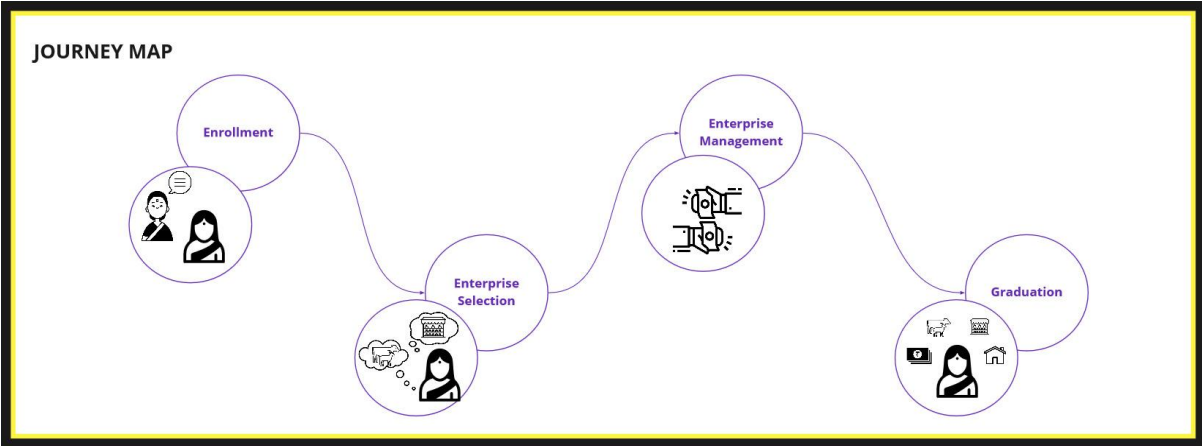 JOURNEY MAP
Enrollment
Enterprise
Selection
Enterprise
Management
Graduation